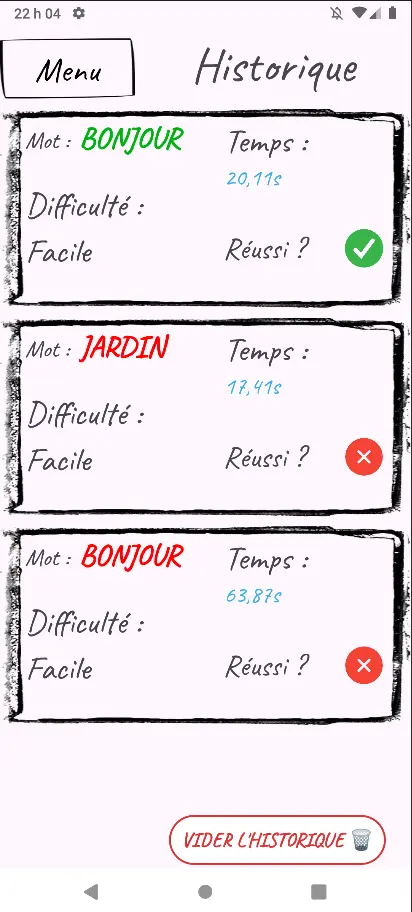 22 h 04
Menu
Historique
Mot : BONJOUR
Temps :
20,11s
Difficulté :
Facile
Réussi ?
Mot : JARDIN
Temps :
17,41s
Difficulté :
Facile
Réussi ?
Mot : BONJOUR
Temps :
63,87s
Difficulté :
Facile
Réussi ?
VIDER L'HISTORIQUE 🗑️